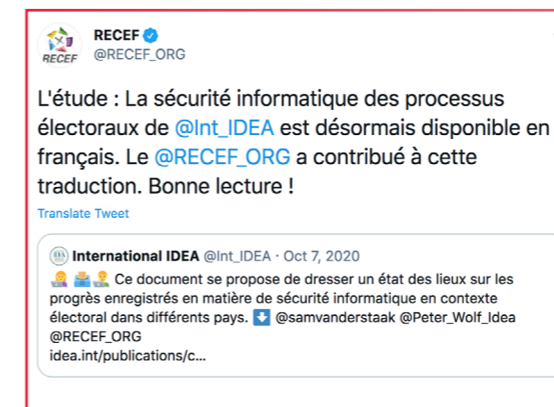 RECEF
@RECEF_ORG
RECEF
L'étude : La sécurité informatique des processus
électoraux de @Int_IDEA est désormais disponible en
français. Le @RECEF_ORG a contribué à cette
traduction. Bonne lecture !
Translate Tweet
International IDEA @Int_IDEA · Oct 7, 2020
👩‍💻 🗳️ 👨‍💻 Ce document se propose de dresser un état des lieux sur les
progrès enregistrés en matière de sécurité informatique en contexte
électoral dans différents pays. ⬇️ @samvanderstaak @Peter_Wolf_Idea
@RECEF_ORG
idea.int/publications/c...